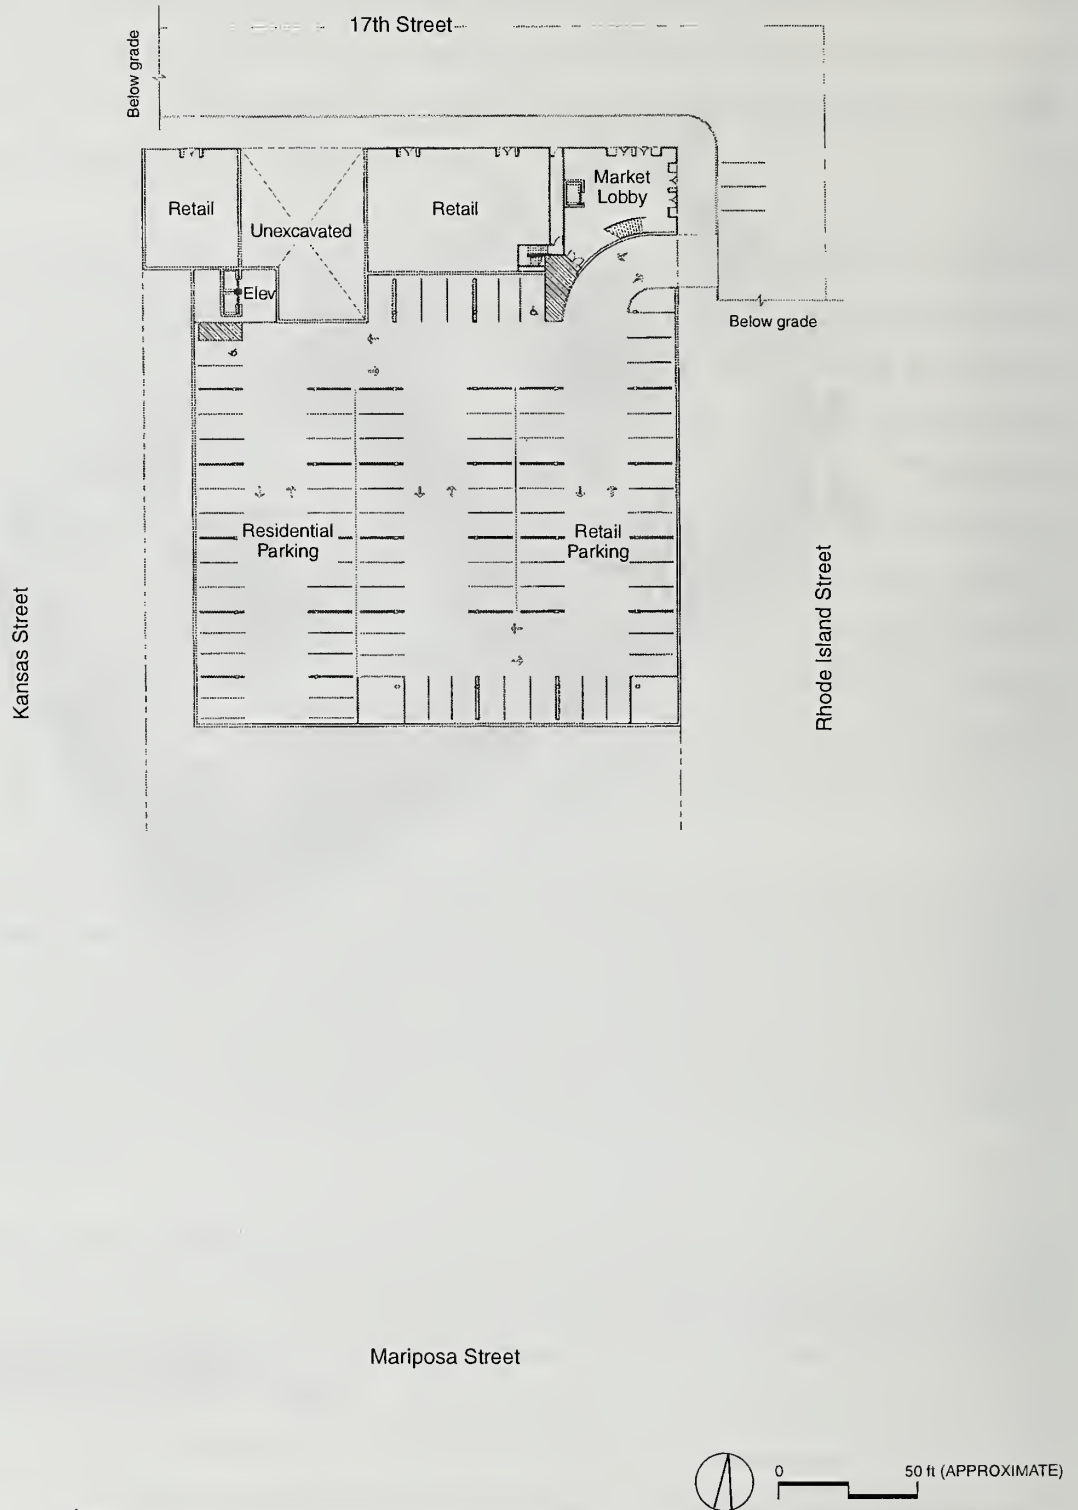 17th Street
Below grade
Retail
Unexcavated
Retail
Market
Lobby
Elev
Below grade
Residential
Parking
Retail
Parking
Kansas Street
Rhode Island Street
Mariposa Street
0
50 ft (APPROXIMATE)